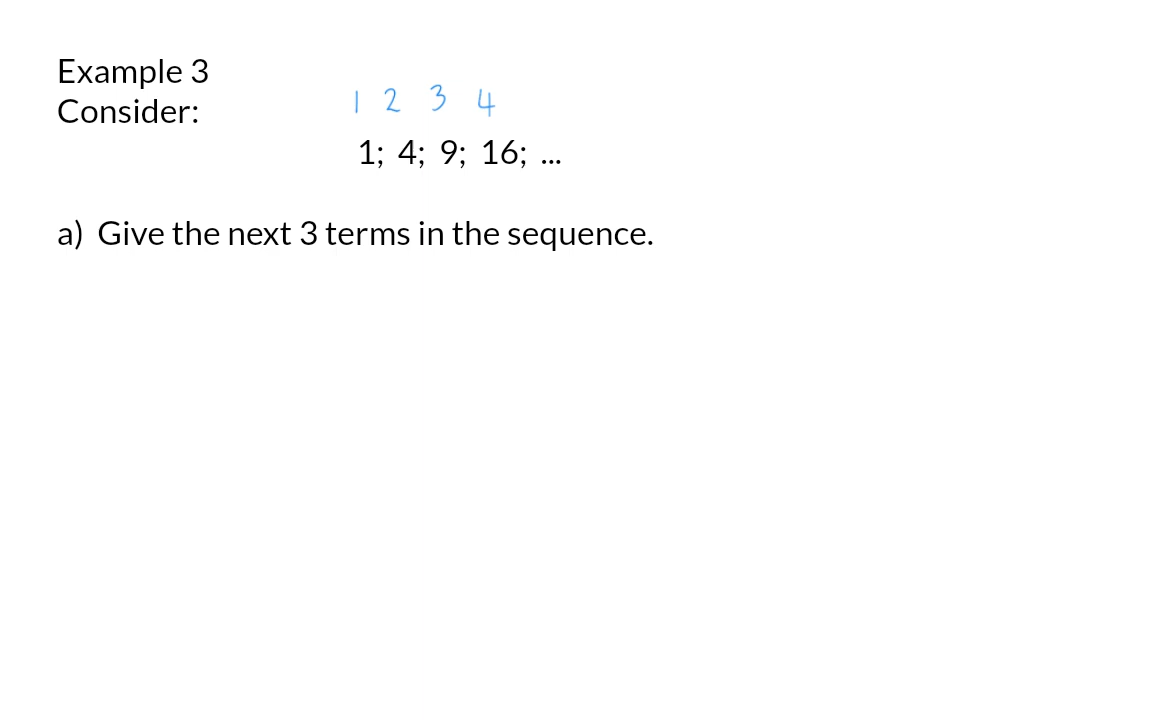 Example 3
Consider:
1 2 3 4
1; 4; 9; 16; ...
a) Give the next 3 terms in the sequence.